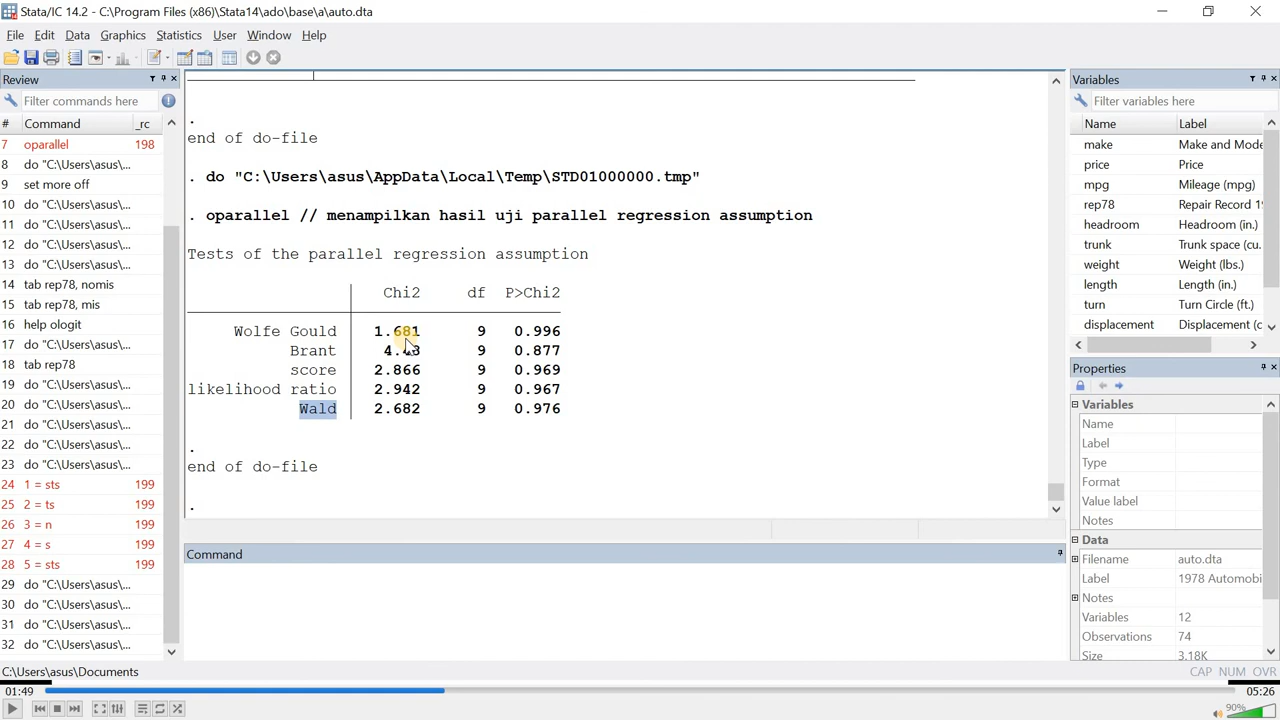 Stata/IC 14.2 - C:\Program Files (x86)\Stata14\ado\base\a\auto.dta
File Edit Data Graphics Statistics User Window Help
Review
Filter commands here
# Command _rc
7 oparallel 198
8 do "C:\Users\asus\...
9 set more off
10 do "C:\Users\asus\...
11 do "C:\Users\asus\...
12 do "C:\Users\asus\...
13 do "C:\Users\asus\...
14 tab rep78, nomis
15 tab rep78, mis
16 help ologit
17 do "C:\Users\asus\...
18 tab rep78
19 do "C:\Users\asus\...
20 do "C:\Users\asus\...
21 do "C:\Users\asus\...
22 do "C:\Users\asus\...
23 do "C:\Users\asus\...
24 1 = sts 199
25 2 = ts 199
26 3 = n 199
27 4 = s 199
28 5 = sts 199
29 do "C:\Users\asus\...
30 do "C:\Users\asus\...
31 do "C:\Users\asus\...
32 do "C:\Users\asus\...
.
end of do-file
. do "C:\Users\asus\AppData\Local\Temp\STD01000000.tmp"
. oparallel // menampilkan hasil uji parallel regression assumption
Tests of the parallel regression assumption
Chi2 df P>Chi2
Wolfe Gould 1.681 9 0.996
Brant 9 0.877
score 2.866 9 0.969
likelihood ratio 2.942 9 0.967
Wald 2.682 9 0.976
.
end of do-file
.
Command
Variables
Filter variables here
Name Label
make Make and Mode
price Price
mpg Mileage (mpg)
rep78 Repair Record 19
headroom Headroom (in.)
trunk Trunk space (cu.
weight Weight (lbs.)
length Length (in.)
turn Turn Circle (ft.)
displacement Displacement (c
Properties
Variables
Name
Label
Type
Format
Value label
Notes
Data
Filename auto.dta
Label 1978 Automobi
Notes
Variables 12
Observations 74
Size 3.18K
C:\Users\asus\Documents
CAP NUM OVR
01:49 05:26
90%